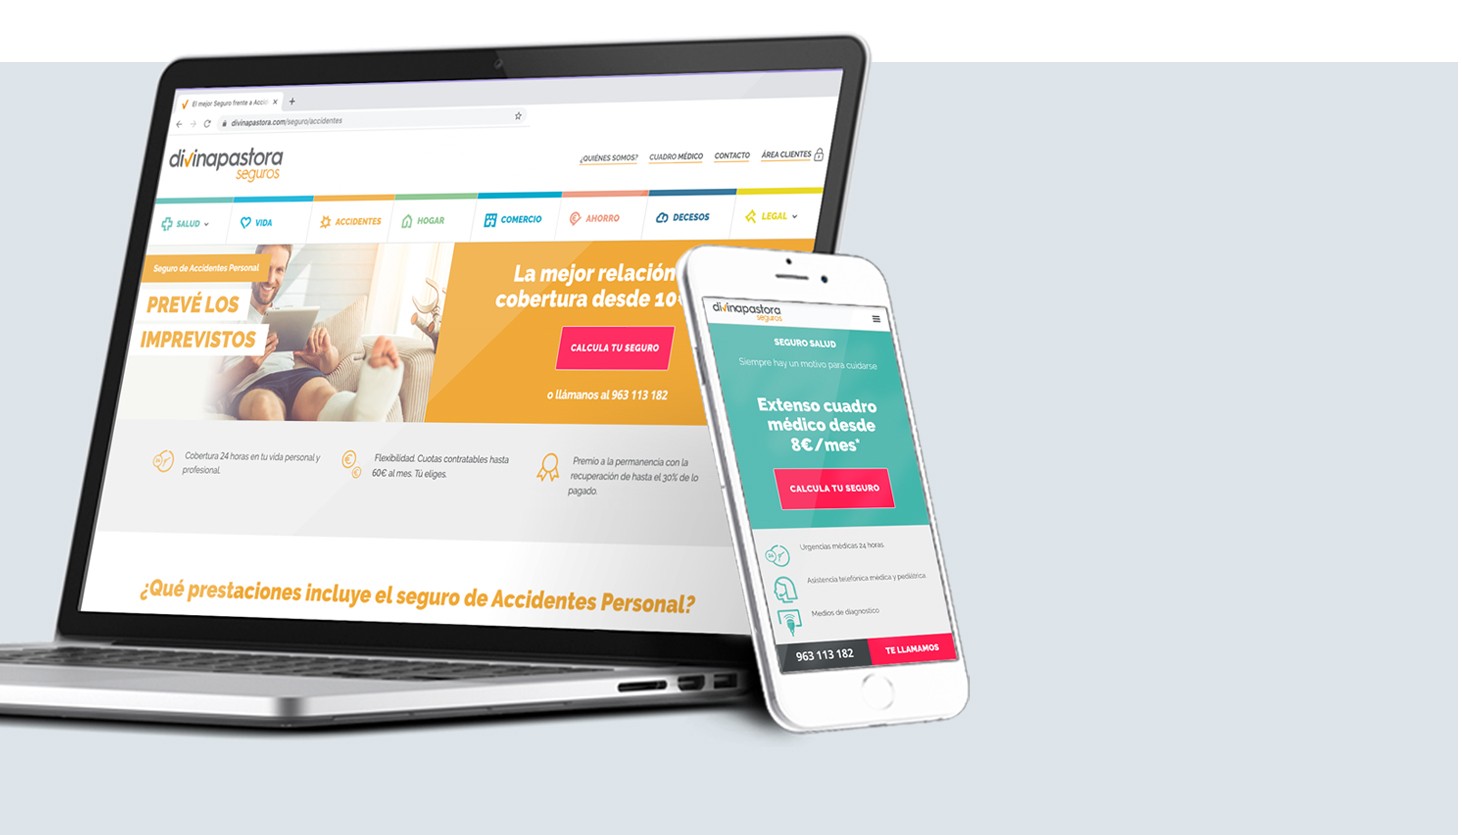 El mejor Seguro frente a Accid
divinapastora.com/seguro/accidentes
divinapastora
seguros
¿QUIÉNES SOMOS?
CUADRO MÉDICO
CONTACTO
ÁREA CLIENTES
SALUD
VIDA
ACCIDENTES
HOGAR
COMERCIO
AHORRO
DECESOS
LEGAL
Seguro de Accidentes Personal
PREVÉ LOS
IMPREVISTOS
La mejor relación
cobertura desde 10
CALCULA TU SEGURO
o llámanos al 963 113 182
Cobertura 24 horas en tu vida personal y
profesional.
Flexibilidad. Cuotas contratables hasta
60€ al mes. Tú eliges.
Premio a la permanencia con la
recuperación de hasta el 30% de lo
pagado.
¿Qué prestaciones incluye el seguro de Accidentes Personal?
divinapastora
seguros
SEGURO SALUD
Siempre hay un motivo para cuidarse
Extenso cuadro
médico desde
8€/mes*
CALCULA TU SEGURO
24
Urgencias médicas 24 horas.
Asistencia telefónica médica y pediátrica
Medios de diagnostico
963 113 182
TE LLAMAMOS